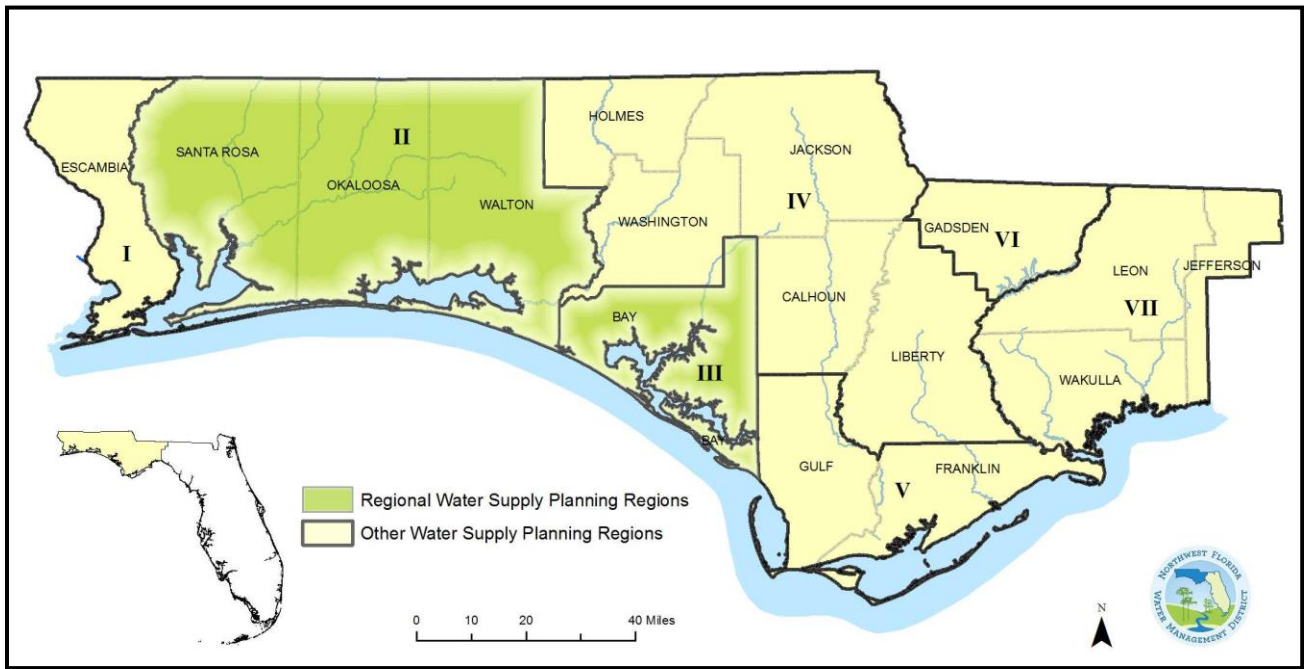 HOLMES
JACKSON
SANTA ROSA
II
ESCAMBIA
OKALOOSA
WALTON
WASHINGTON
IV
GADSDEN
VI
I
LEON
JEFFERSON
CALHOUN
VII
BAY
LIBERTY
III
WAKULLA
BAY
GULF
FRANKLIN
V
Regional Water Supply Planning Regions
Other Water Supply Planning Regions
0 10 20 40 Miles
N
NORTHWEST FLORIDA
WATER MANAGEMENT DISTRICT